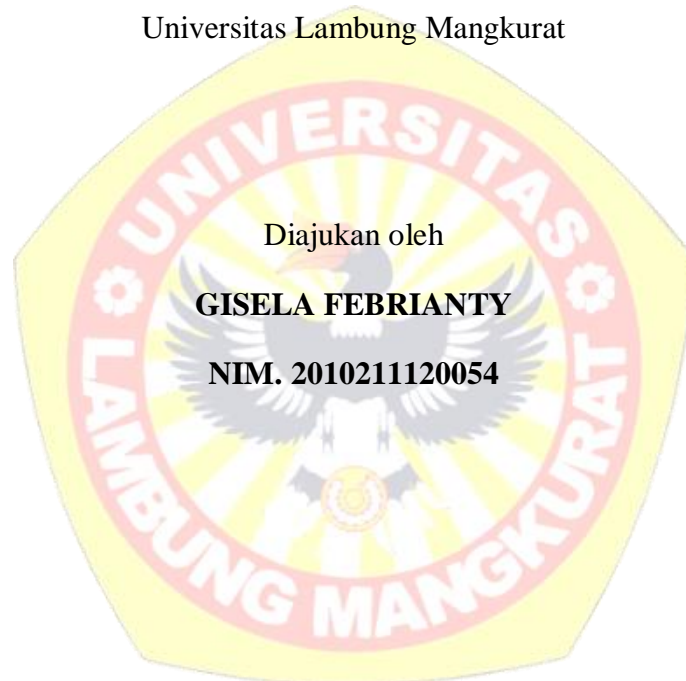 Universitas Lambung Mangkurat
Diajukan oleh
GISELA FEBRIANTY
NIM. 2010211120054
UNIVERSITAS
LAMBUNG MANGKURAT